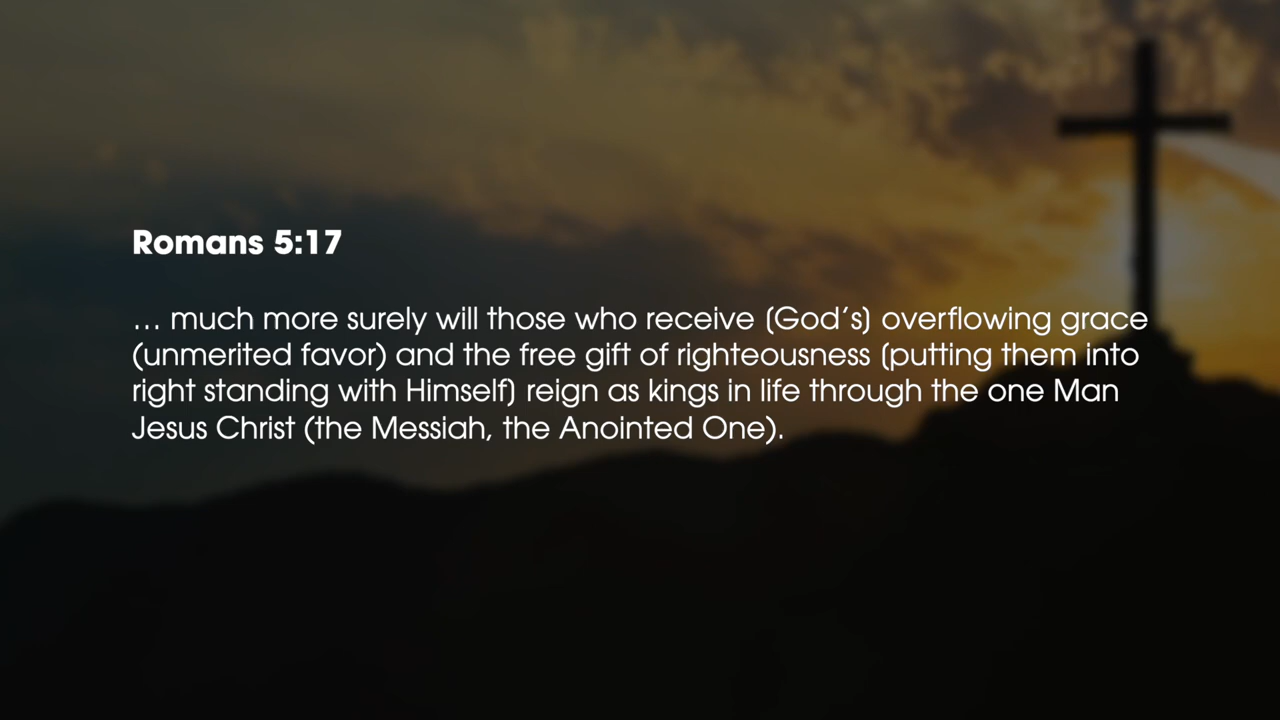 Romans 5:17
… much more surely will those who receive [God's] overflowing grace
(unmerited favor) and the free gift of righteousness [putting them into
right standing with Himself] reign as kings in life through the one Man
Jesus Christ (the Messiah, the Anointed One).